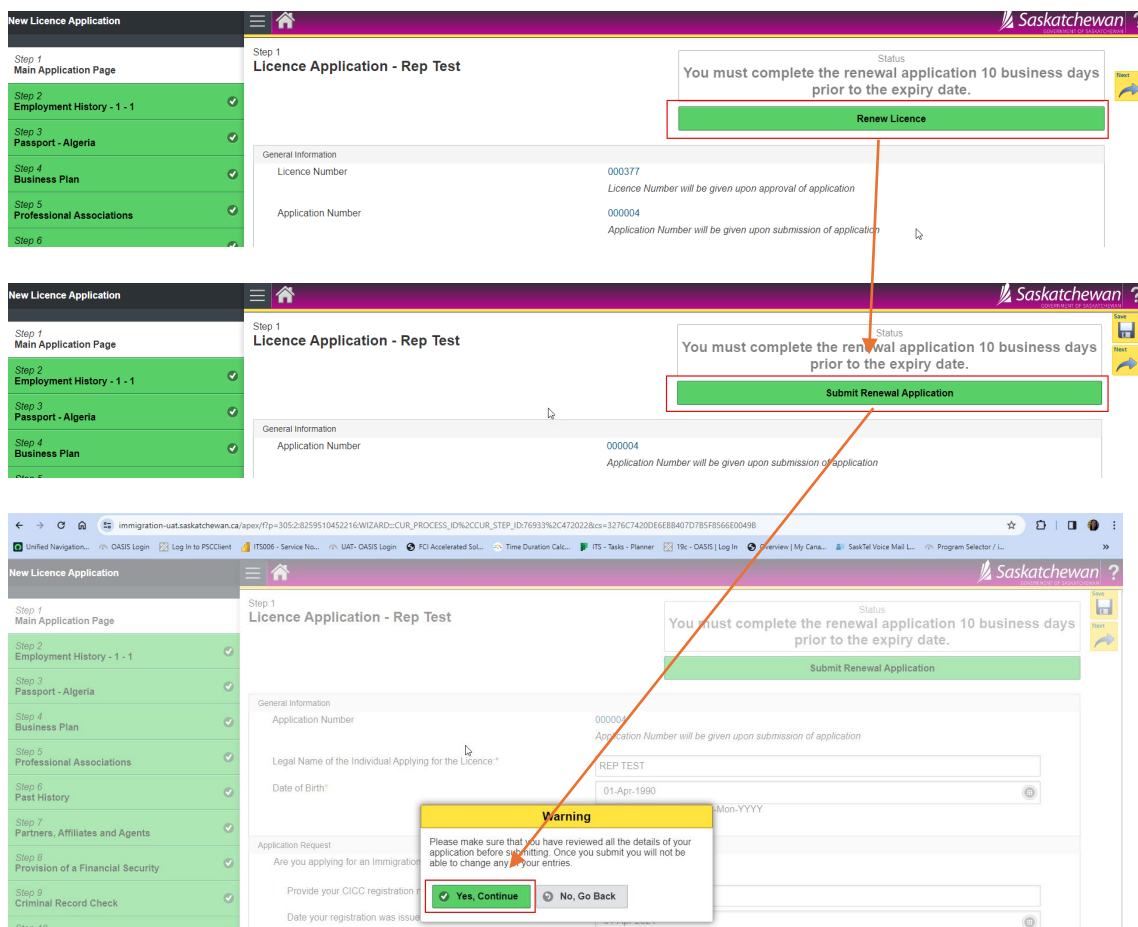 New Licence Application
Saskatchewan
GOVERNMENT OF SASKATCHEWAN
?
Step 1
Main Application Page
Step 2
Employment History - 1 - 1
Step 3
Passport - Algeria
Step 4
Business Plan
Step 5
Professional Associations
Step 6
Step 1
Licence Application - Rep Test
Status
You must complete the renewal application 10 business days
prior to the expiry date.
Next
Renew Licence
General Information
Licence Number
000377
Licence Number will be given upon approval of application
Application Number
000004
Application Number will be given upon submission of application
New Licence Application
Saskatchewan
GOVERNMENT OF SASKATCHEWAN
?
Step 1
Main Application Page
Step 2
Employment History - 1 - 1
Step 3
Passport - Algeria
Step 4
Business Plan
Step 5
Step 1
Licence Application - Rep Test
Status
You must complete the renewal application 10 business days
prior to the expiry date.
Save
Next
Submit Renewal Application
General Information
Application Number
000004
Application Number will be given upon submission of application
Unified Navigation...
OASIS Login
Log In to PSCClient
ITS006 - Service No...
UAT- OASIS Login
FCI Accelerated Sol...
Time Duration Calc...
ITS - Tasks - Planner
19c - OASIS | Log In
Overview | My Cana...
SaskTel Voice Mail L...
Program Selector / i...
»
New Licence Application
Saskatchewan
GOVERNMENT OF SASKATCHEWAN
?
Step 1
Main Application Page
Step 2
Employment History - 1 - 1
Step 3
Passport - Algeria
Step 4
Business Plan
Step 5
Professional Associations
Step 6
Past History
Step 7
Partners, Affiliates and Agents
Step 8
Provision of a Financial Security
Step 9
Criminal Record Check
Step 10
Step 1
Licence Application - Rep Test
Status
You must complete the renewal application 10 business days
prior to the expiry date.
Save
Next
Submit Renewal Application
General Information
Application Number
000004
Application Number will be given upon submission of application
Legal Name of the Individual Applying for the Licence:*
REP TEST
Date of Birth*
01-Apr-1990
-Mon-YYYY
Application Request
Are you applying for an Immigration
Provide your CICC registration
Date your registration was issue
Warning
Please make sure that you have reviewed all the details of your
application before submitting. Once you submit you will not be
able to change any of your entries.
Yes, Continue
No, Go Back